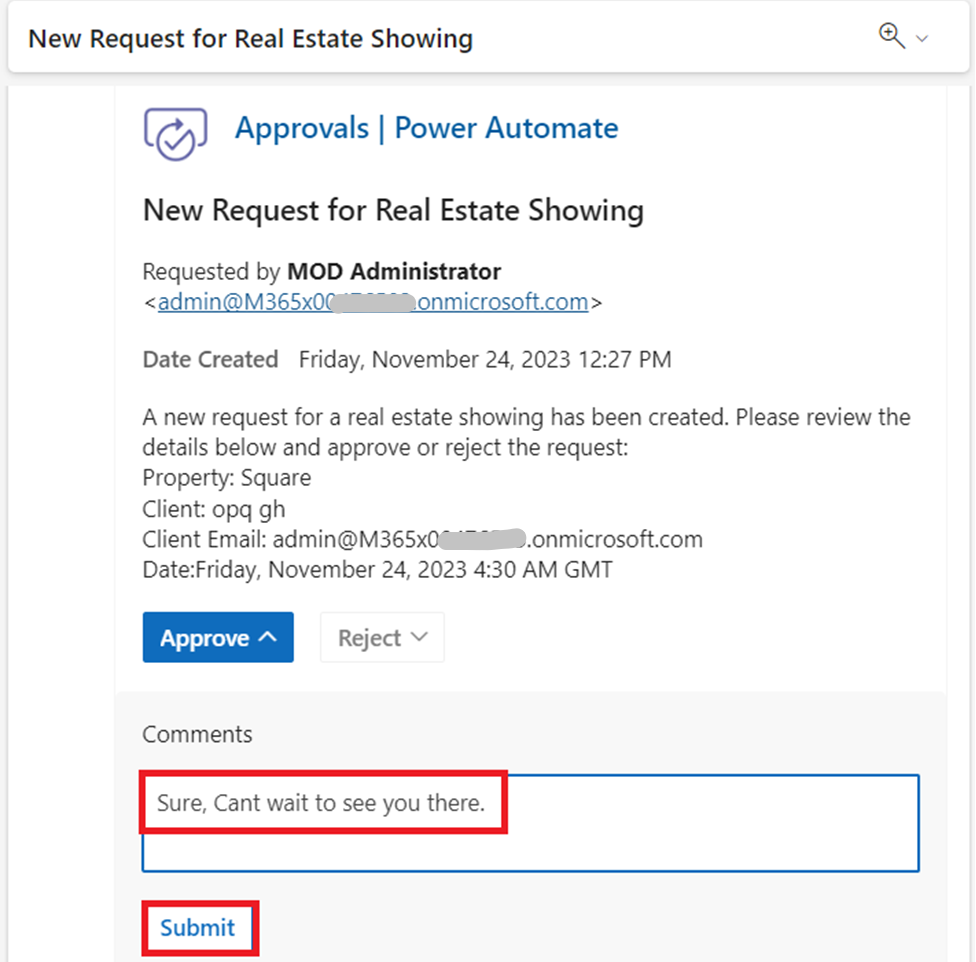 New Request for Real Estate Showing
Approvals | Power Automate
New Request for Real Estate Showing
Requested by MOD Administrator
<admin@M365x00 .onmicrosoft.com>
Date Created Friday, November 24, 2023 12:27 PM
A new request for a real estate showing has been created. Please review the
details below and approve or reject the request:
Property: Square
Client: opq gh
Client Email: admin@M365x0 .onmicrosoft.com
Date:Friday, November 24, 2023 4:30 AM GMT
Approve Reject
Comments
Sure, Cant wait to see you there.
Submit